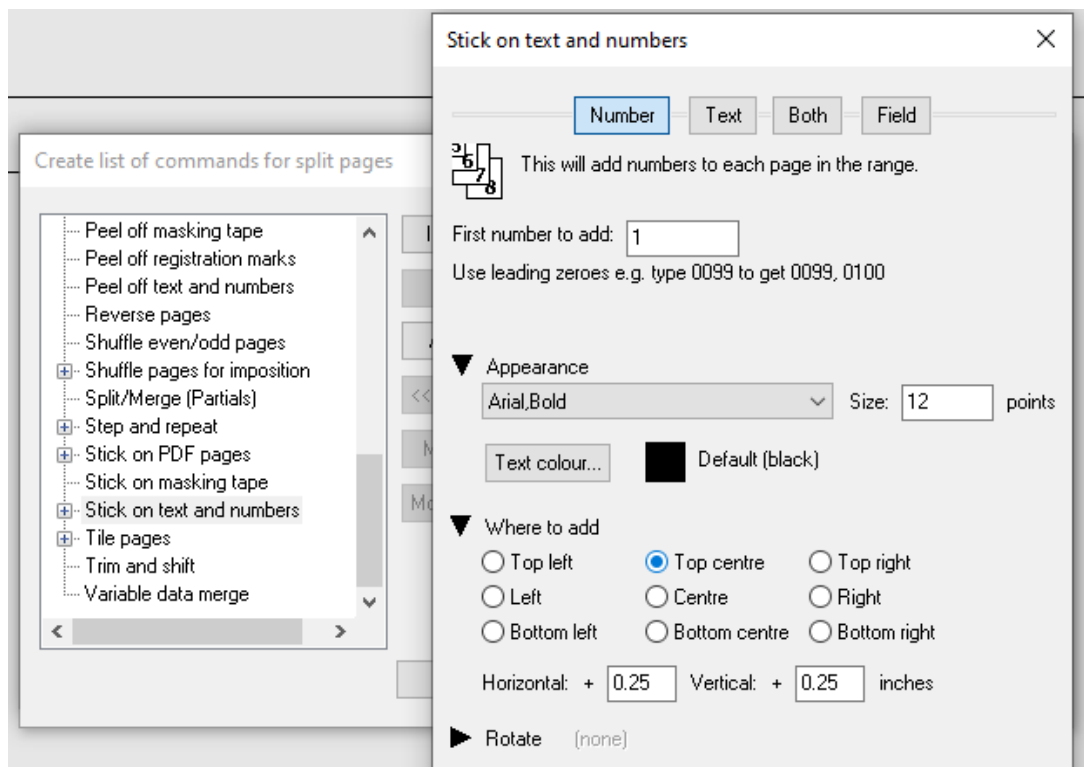 Stick on text and numbers
Number Text Both Field
5 6 7 8
This will add numbers to each page in the range.
First number to add: 1
Use leading zeroes e.g. type 0099 to get 0099, 0100
Appearance
Arial,Bold Size: 12 points
Text colour... Default (black)
Where to add
Top left Top centre Top right
Left Centre Right
Bottom left Bottom centre Bottom right
Horizontal: + 0.25 Vertical: + 0.25 inches
Rotate (none)
Create list of commands for split pages
Peel off masking tape
Peel off registration marks
Peel off text and numbers
Reverse pages
Shuffle even/odd pages
Shuffle pages for imposition
Split/Merge (Partials)
Step and repeat
Stick on PDF pages
Stick on masking tape
Stick on text and numbers
Tile pages
Trim and shift
Variable data merge
<<